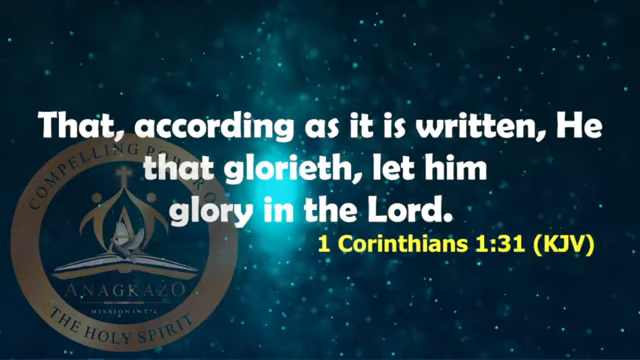 That, according as it is written, He
that glorieth, let him
glory in the Lord.
1 Corinthians 1:31 (KJV)
COMPELLING POWER O
A
ANAGKAZO
MISSION INT'L
THE HOLY SPIRIT